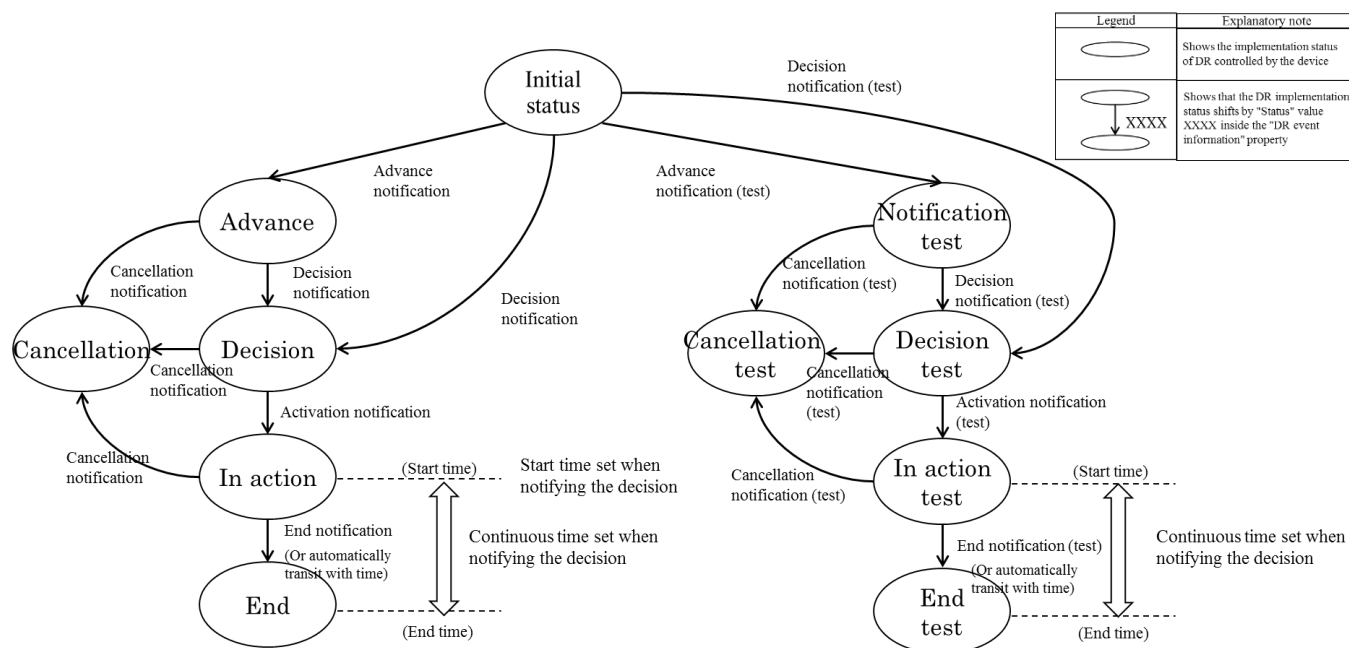 Legend
Explanatory note
Shows the implementation status
of DR controlled by the device
XXXX
Shows that the DR implementation
status shifts by "Status" value
XXXX inside the "DR event
information" property
Initial
status
Decision
notification (test)
Advance
notification
Advance
notification (test)
Advance
Notification
test
Cancellation
notification
Decision
notification
Decision
notification
Cancellation
notification (test)
Decision
notification (test)
Cancellation
Decision
Cancellation
notification
Cancellation
test
Decision
test
Cancellation
notification
(test)
Activation notification
Activation notification
(test)
Cancellation
notification
In action
(Start time)
Start time set when
notifying the decision
Cancellation
notification (test)
In action
test
(Start time)
End notification
(Or automatically
transit with time)
Continuous time set when
notifying the decision
End notification (test)
(Or automatically
transit with time)
Continuous time set when
notifying the decision
End
(End time)
End
test
(End time)